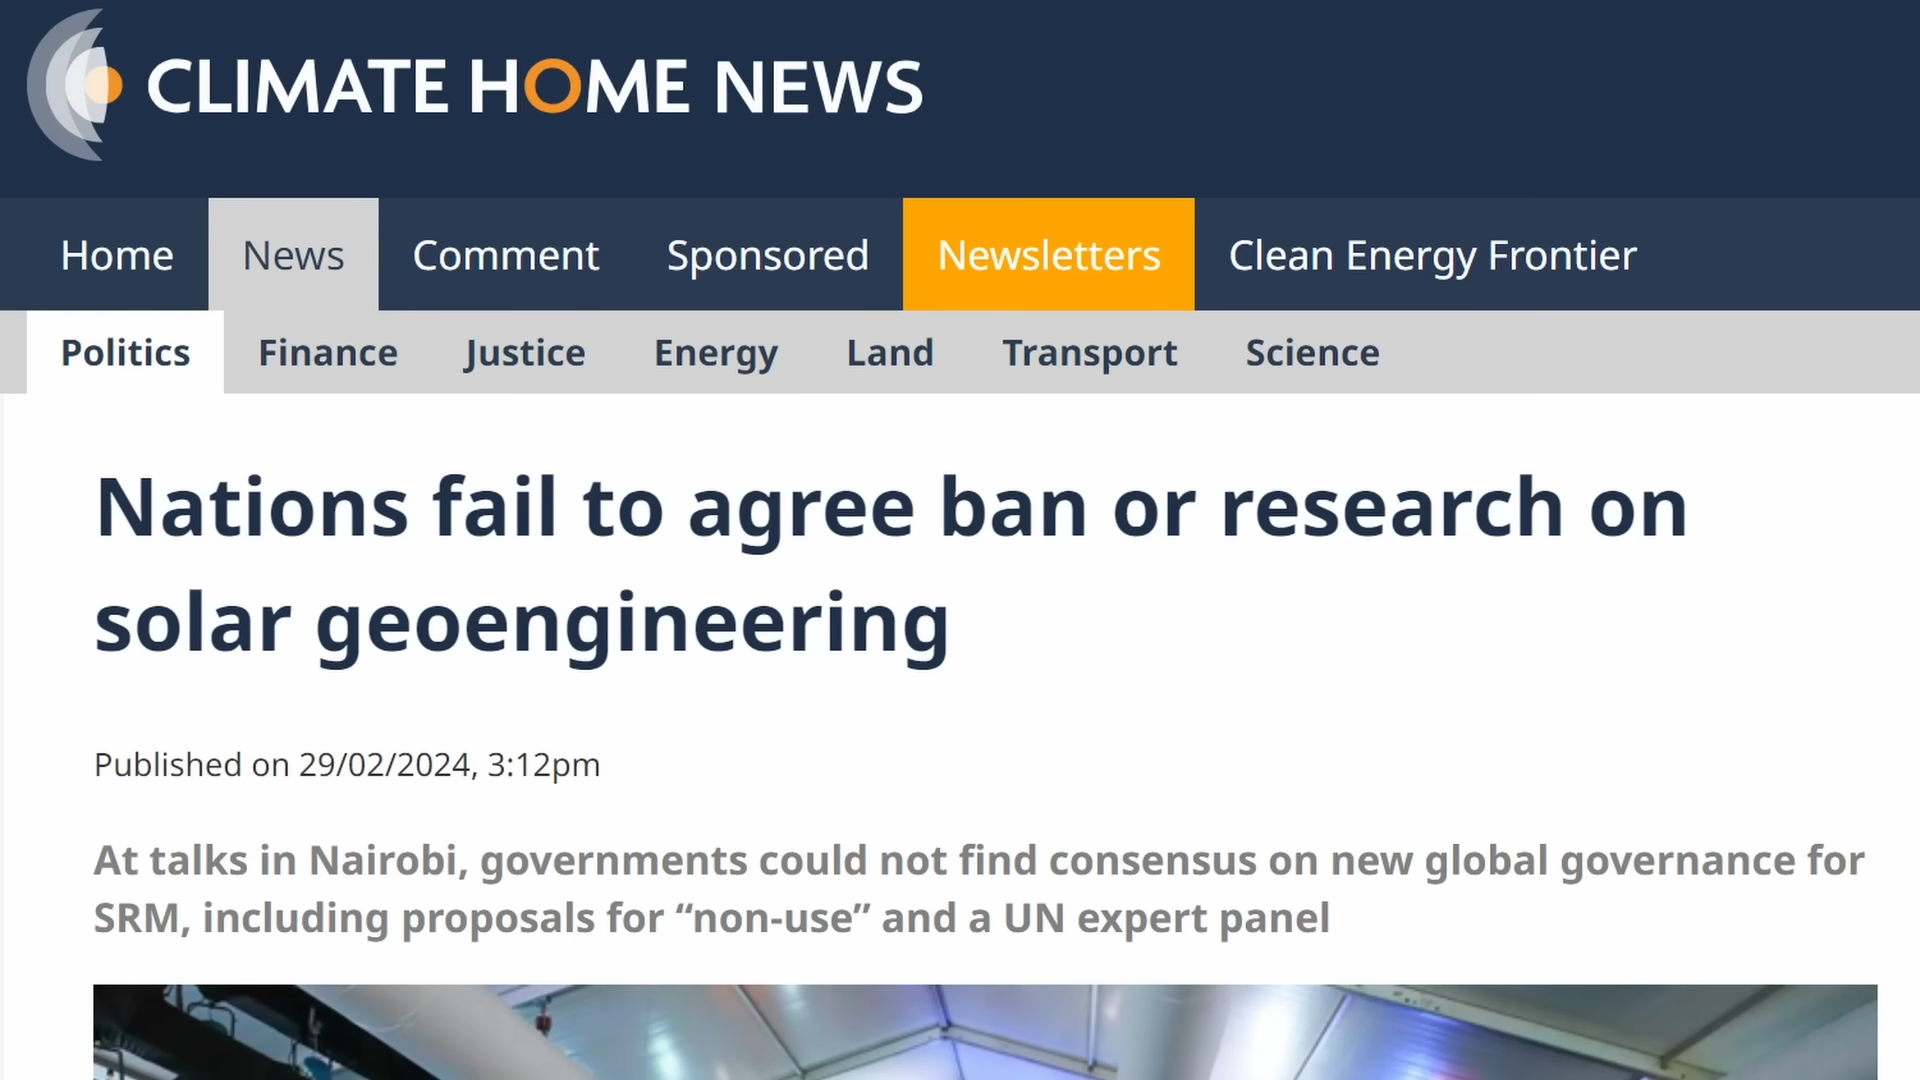 CLIMATE HOME NEWS
Home News Comment Sponsored Newsletters Clean Energy Frontier
Politics Finance Justice Energy Land Transport Science
Nations fail to agree ban or research on
solar geoengineering
Published on 29/02/2024, 3:12pm
At talks in Nairobi, governments could not find consensus on new global governance for
SRM, including proposals for “non-use” and a UN expert panel